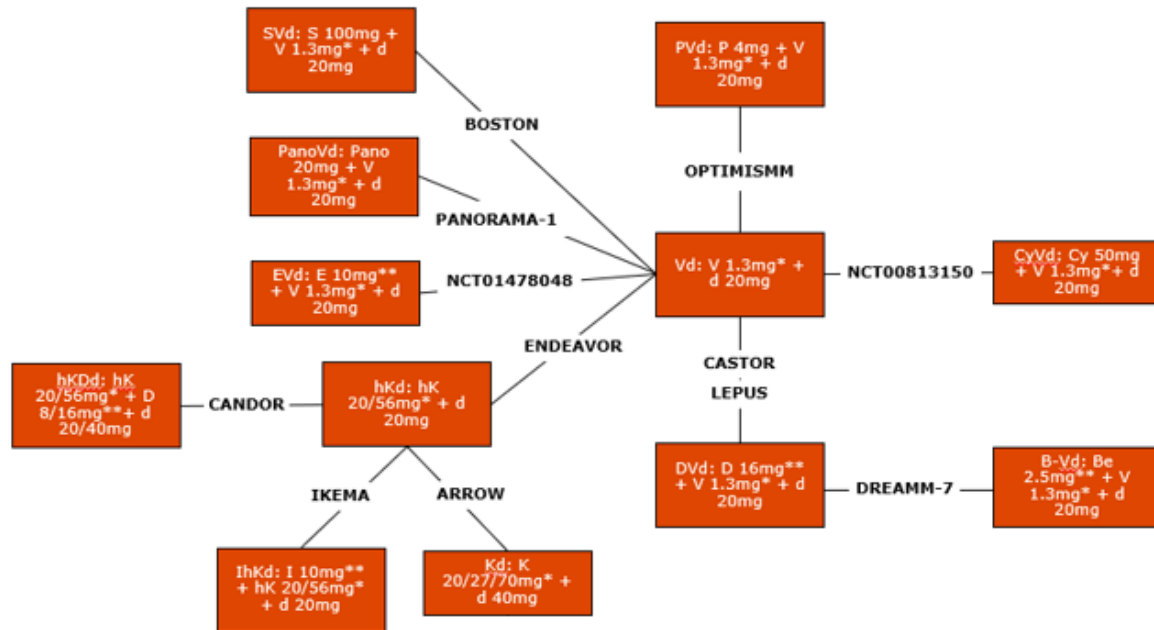 SVd: S 100mg +
V 1.3mg* + d
20mg
PVd: P 4mg + V
1.3mg* + d
20mg
BOSTON
PanoVd: Pano
20mg + V
1.3mg* + d
20mg
OPTIMISMM
PANORAMA-1
EVd: E 10mg**
+ V 1.3mg* + d
20mg
NCT01478048
Vd: V 1.3mg* +
d 20mg
NCT00813150
CyVd: Cy 50mg
+ V 1.3mg*+ d
20mg
ENDEAVOR
CASTOR
LEPUS
hKDd: hK
20/56mg* + D
8/16mg**+ d
20/40mg
CANDOR
hKd: hK
20/56mg* + d
20mg
DVd: D 16mg**
+ V 1.3mg* + d
20mg
DREAMM-7
B-Vd: Be
2.5mg** + V
1.3mg* + d
20mg
IKEMA
ARROW
IhKd: I 10mg**
+ hK 20/56mg*
+ d 20mg
Kd: K
20/27/70mg* +
d 40mg